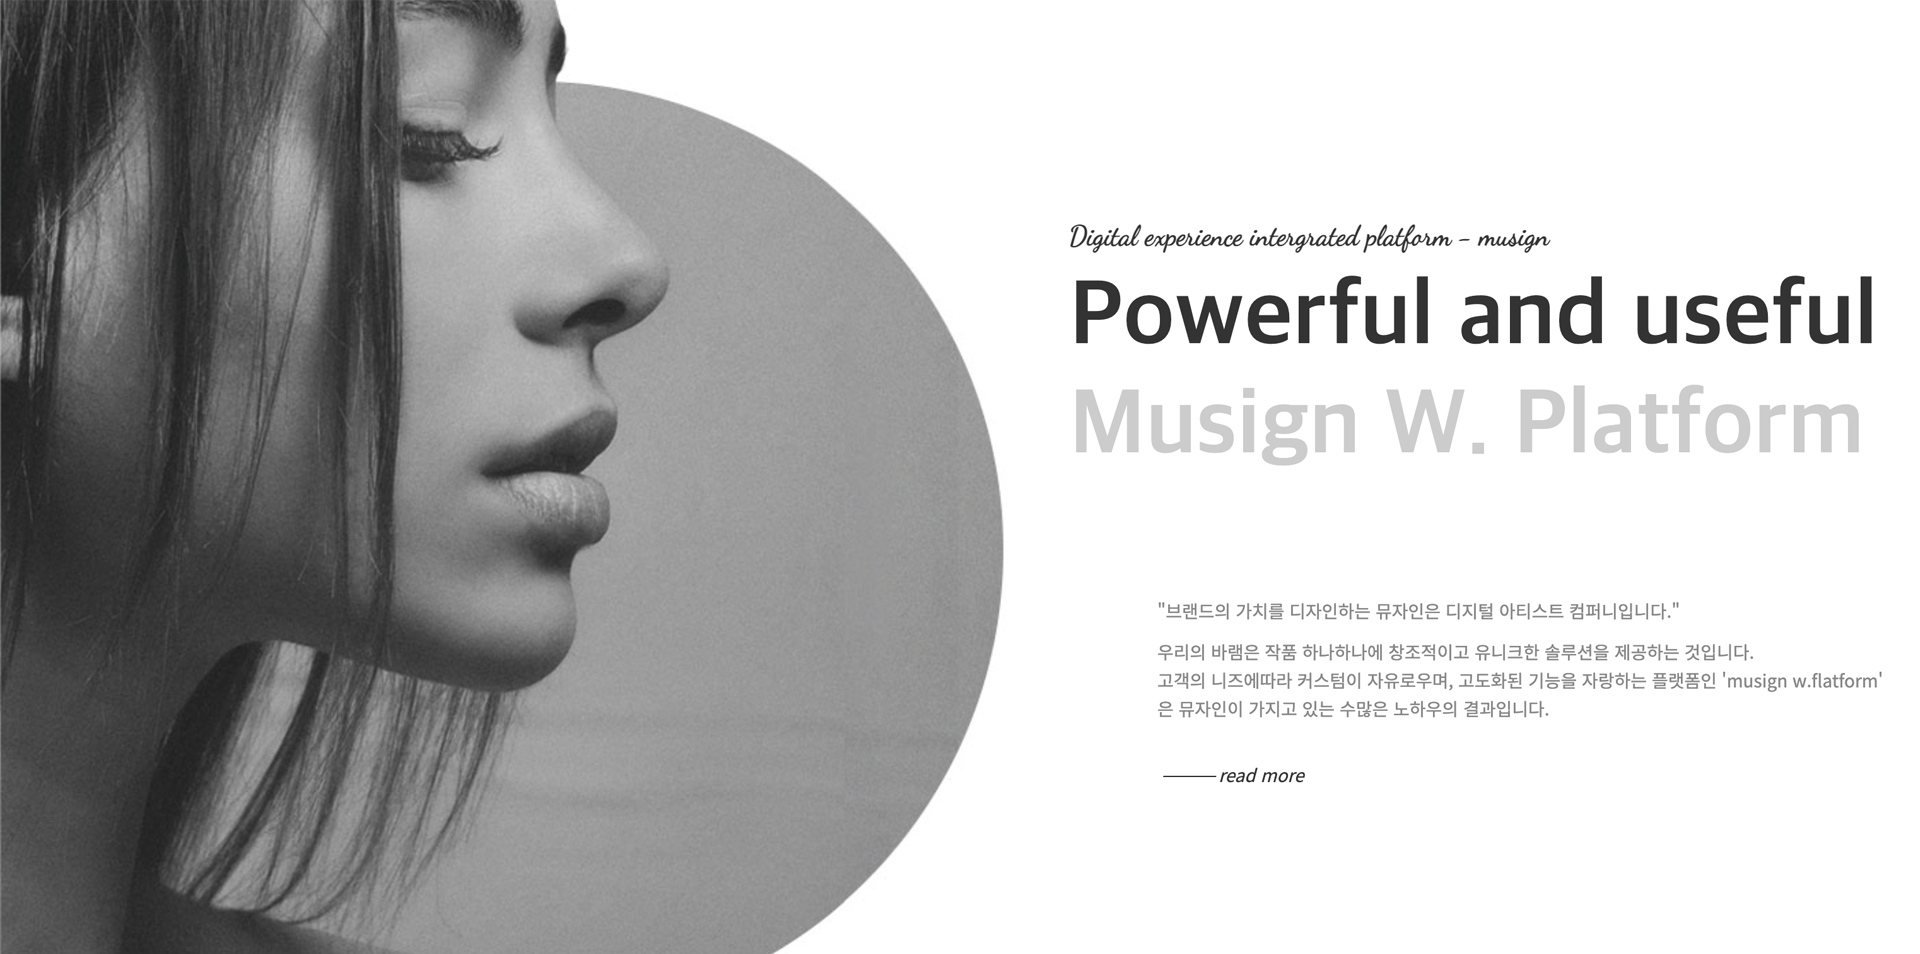 Digital experience intergrated platform - musign
Powerful and useful
Musign W. Platform
"브랜드의 가치를 디자인하는 뮤자인은 디지털 아티스트 컴퍼니입니다."
우리의 바램은 작품 하나하나에 창조적이고 유니크한 솔루션을 제공하는 것입니다.
고객의 니즈에따라 커스텀이 자유로우며, 고도화된 기능을 자랑하는 플랫폼인 'musign w.flatform'
은 뮤자인이 가지고 있는 수많은 노하우의 결과입니다.
read more